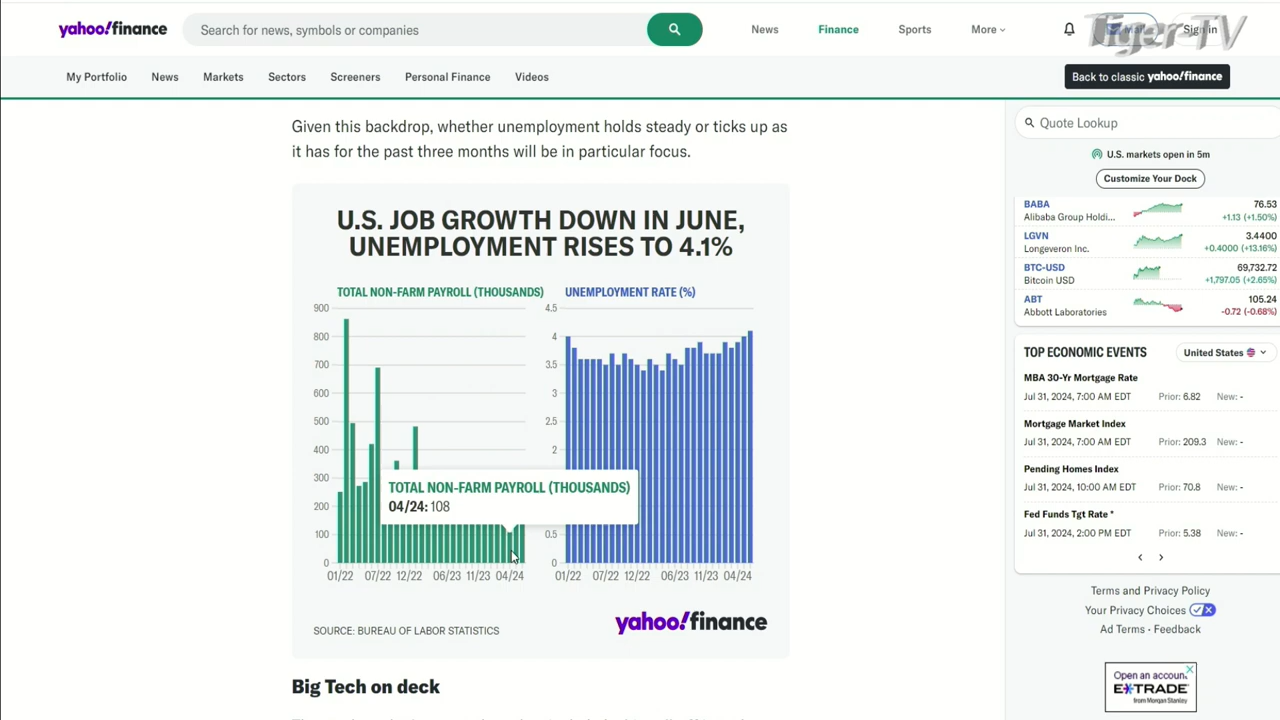 yahoo!finance
Search for news, symbols or companies
News
Finance
Sports
More
Mail
Sign in
Tiger-TV
My Portfolio
News
Markets
Sectors
Screeners
Personal Finance
Videos
Back to classic yahoo!finance
Given this backdrop, whether unemployment holds steady or ticks up as
it has for the past three months will be in particular focus.
U.S. JOB GROWTH DOWN IN JUNE,
UNEMPLOYMENT RISES TO 4.1%
TOTAL NON-FARM PAYROLL (THOUSANDS)
900
800
700
600
500
400
300
200
100
0
01/22 07/22 12/22 06/23 11/23 04/24
TOTAL NON-FARM PAYROLL (THOUSANDS)
04/24: 108
UNEMPLOYMENT RATE (%)
4.5
4
3.5
3
2.5
2
0.5
0
01/22 07/22 12/22 06/23 11/23 04/24
SOURCE: BUREAU OF LABOR STATISTICS
yahoo!finance
Big Tech on deck
Quote Lookup
U.S. markets open in 5m
Customize Your Dock
BABA 76.53
Alibaba Group Holdi... +1.13 (+1.50%)
LGVN 3.4400
Longeveron Inc. +0.4000 (+13.16%)
BTC-USD 69,732.72
Bitcoin USD +1,797.05 (+2.65%)
ABT 105.24
Abbott Laboratories -0.72 (-0.68%)
TOP ECONOMIC EVENTS
United States
MBA 30-Yr Mortgage Rate
Jul 31, 2024, 7:00 AM EDT Prior: 6.82 New: -
Mortgage Market Index
Jul 31, 2024, 7:00 AM EDT Prior: 209.3 New: -
Pending Homes Index
Jul 31, 2024, 10:00 AM EDT Prior: 70.8 New: -
Fed Funds Tgt Rate *
Jul 31, 2024, 2:00 PM EDT Prior: 5.38 New: -
Terms and Privacy Policy
Your Privacy Choices
Ad Terms • Feedback
Open an account
E*TRADE
from Morgan Stanley